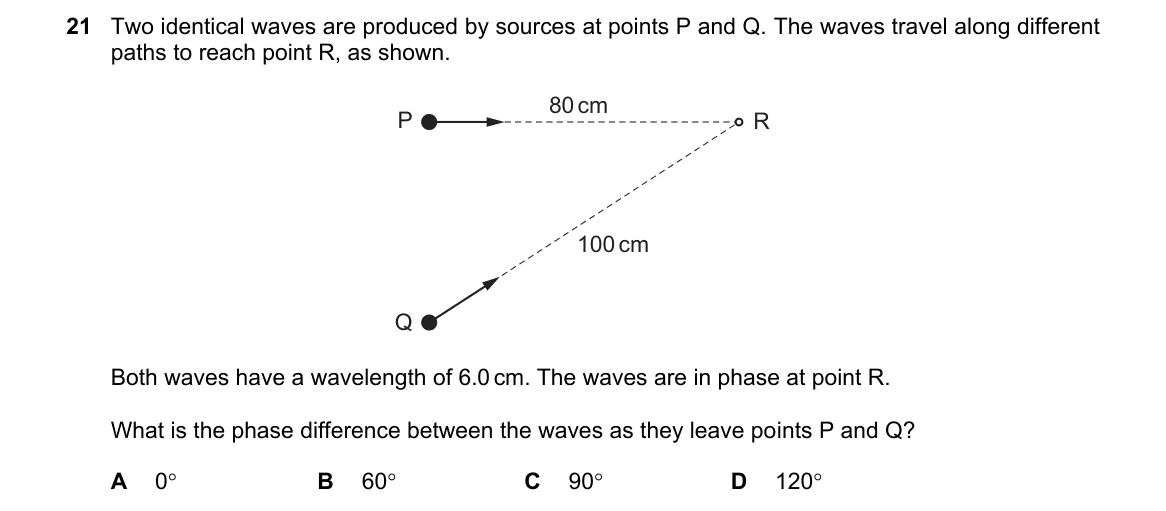 21 Two identical waves are produced by sources at points P and Q. The waves travel along different
paths to reach point R, as shown.
80 cm
P R
100 cm
Q
Both waves have a wavelength of 6.0 cm. The waves are in phase at point R.
What is the phase difference between the waves as they leave points P and Q?
A 0° B 60° C 90° D 120°